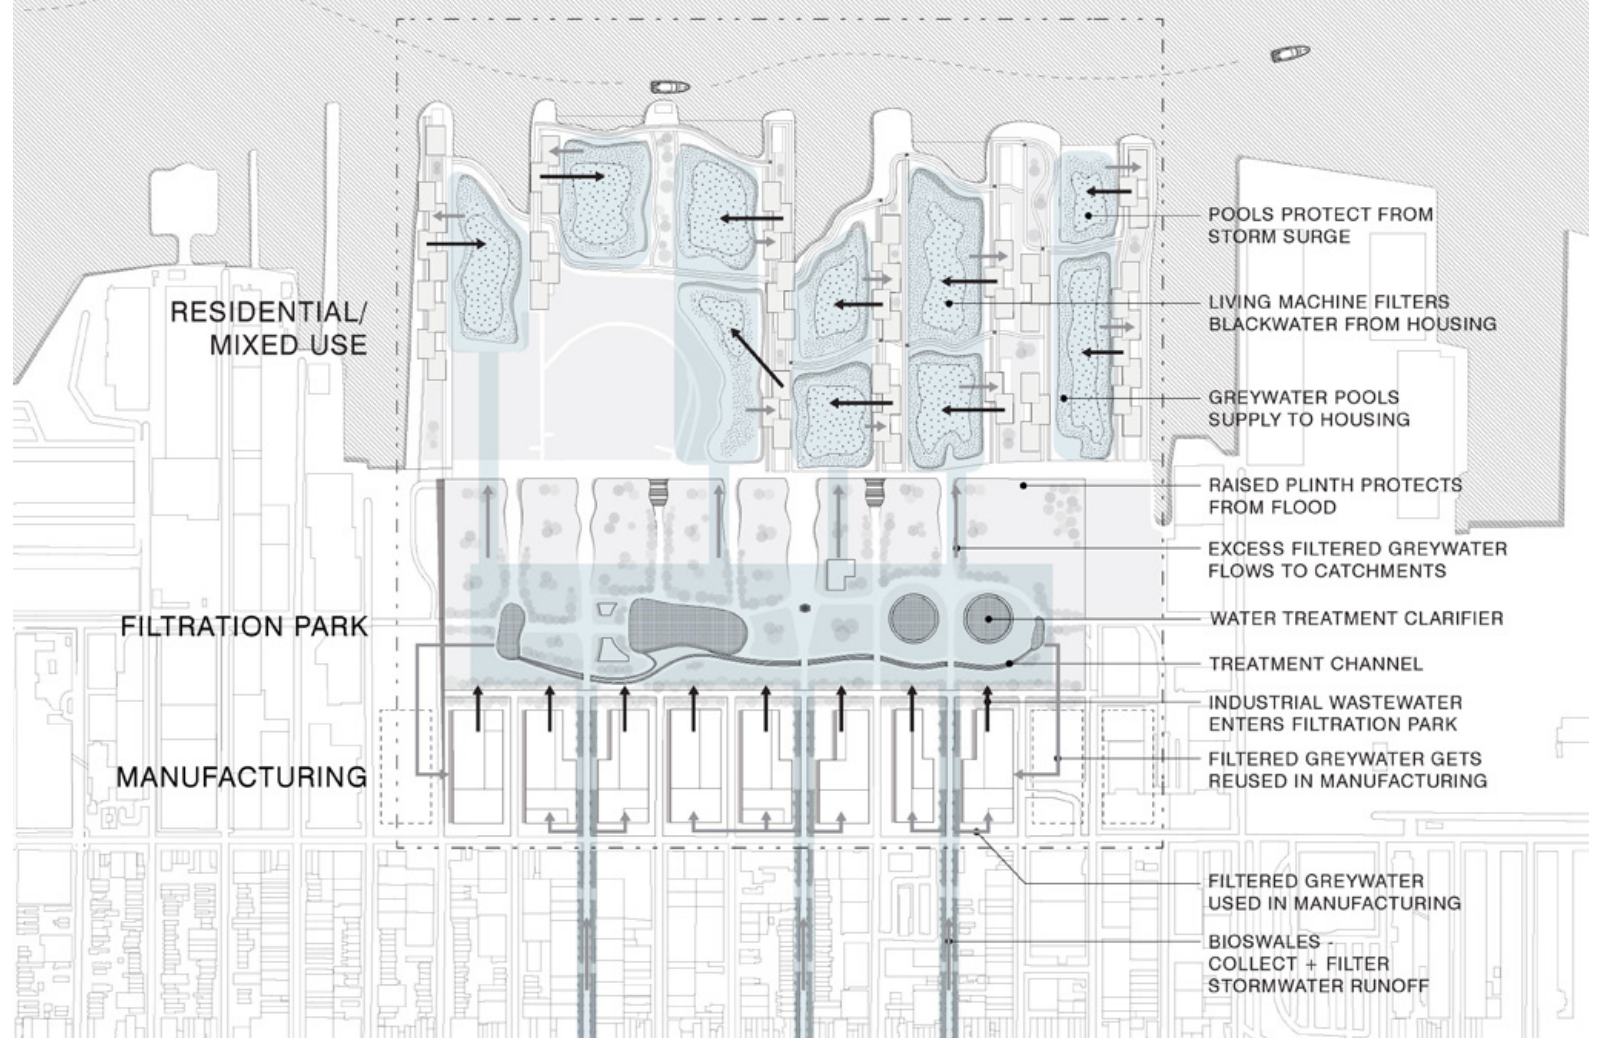 RESIDENTIAL/
MIXED USE
FILTRATION PARK
MANUFACTURING
POOLS PROTECT FROM
STORM SURGE
LIVING MACHINE FILTERS
BLACKWATER FROM HOUSING
GREYWATER POOLS
SUPPLY TO HOUSING
RAISED PLINTH PROTECTS
FROM FLOOD
EXCESS FILTERED GREYWATER
FLOWS TO CATCHMENTS
WATER TREATMENT CLARIFIER
TREATMENT CHANNEL
INDUSTRIAL WASTEWATER
ENTERS FILTRATION PARK
FILTERED GREYWATER GETS
REUSED IN MANUFACTURING
FILTERED GREYWATER
USED IN MANUFACTURING
BIOSWALES -
COLLECT + FILTER
STORMWATER RUNOFF